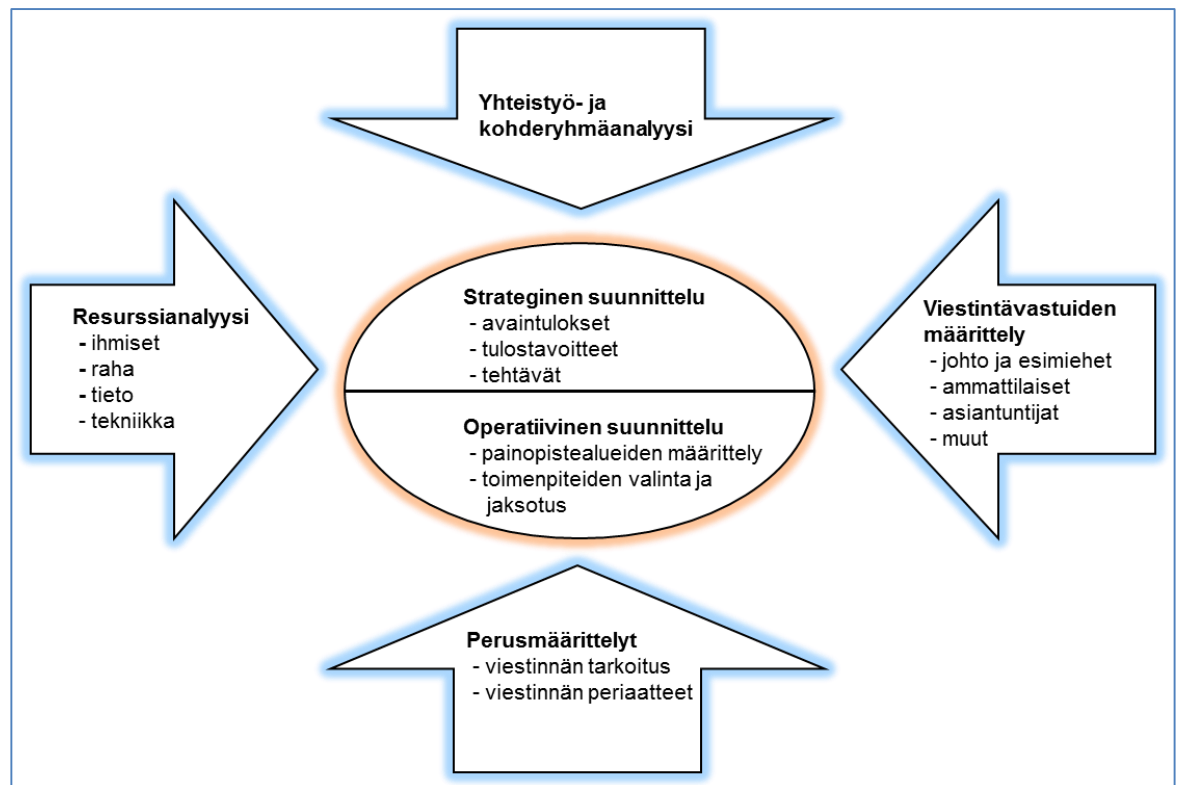 Yhteistyö- ja
kohderyhmäanalyysi
Resurssianalyysi
- ihmiset
- raha
- tieto
- tekniikka
Strateginen suunnittelu
- avaintulokset
- tulostavoitteet
- tehtävät
Operatiivinen suunnittelu
- painopistealueiden määrittely
- toimenpiteiden valinta ja
jaksotus
Viestintävastuiden
määrittely
- johto ja esimiehet
- ammattilaiset
- asiantuntijat
- muut
Perusmäärittelyt
- viestinnän tarkoitus
- viestinnän periaatteet